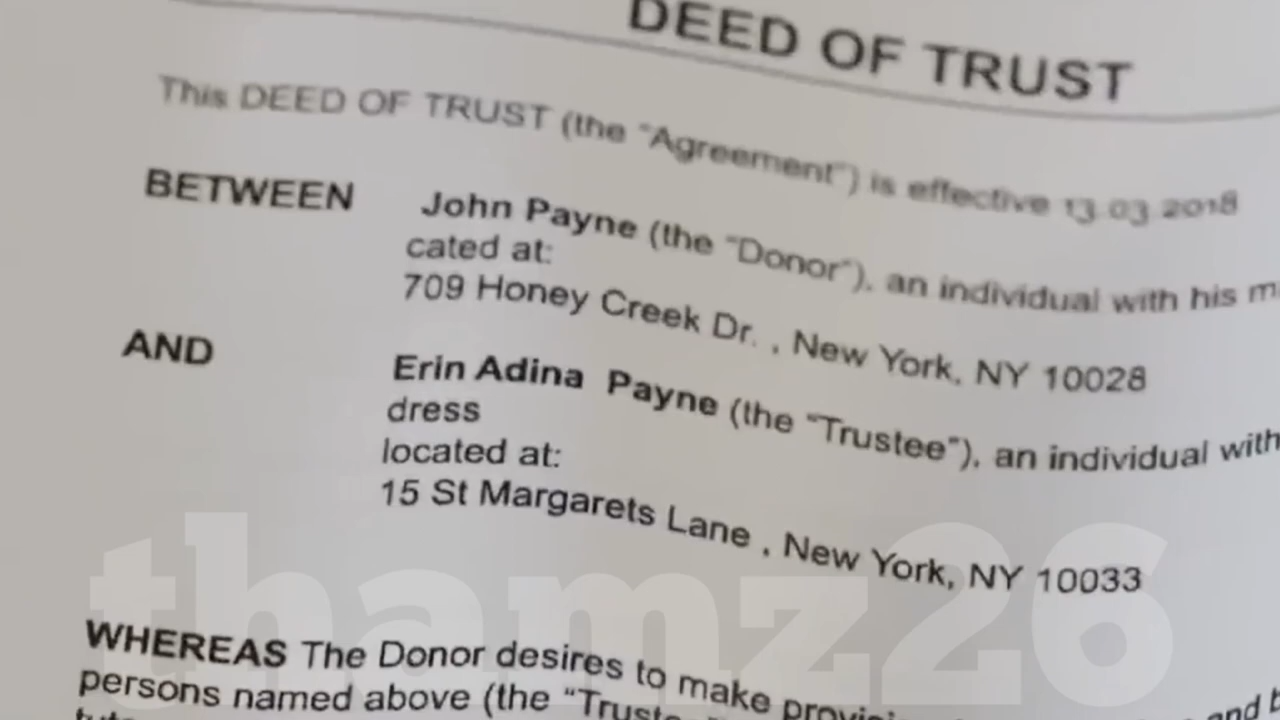 DEED OF TRUST
This DEED OF TRUST (the "Agreement") is effective 13.03.2018
BETWEEN John Payne (the "Donor"), an individual with his
cated at:
709 Honey Creek Dr. , New York, NY 10028
AND Erin Adina Payne (the "Trustee"), an individual with
dress
located at:
15 St Margarets Lane , New York, NY 10033
thamz26
WHEREAS The Donor desires to make and
persons named above (the